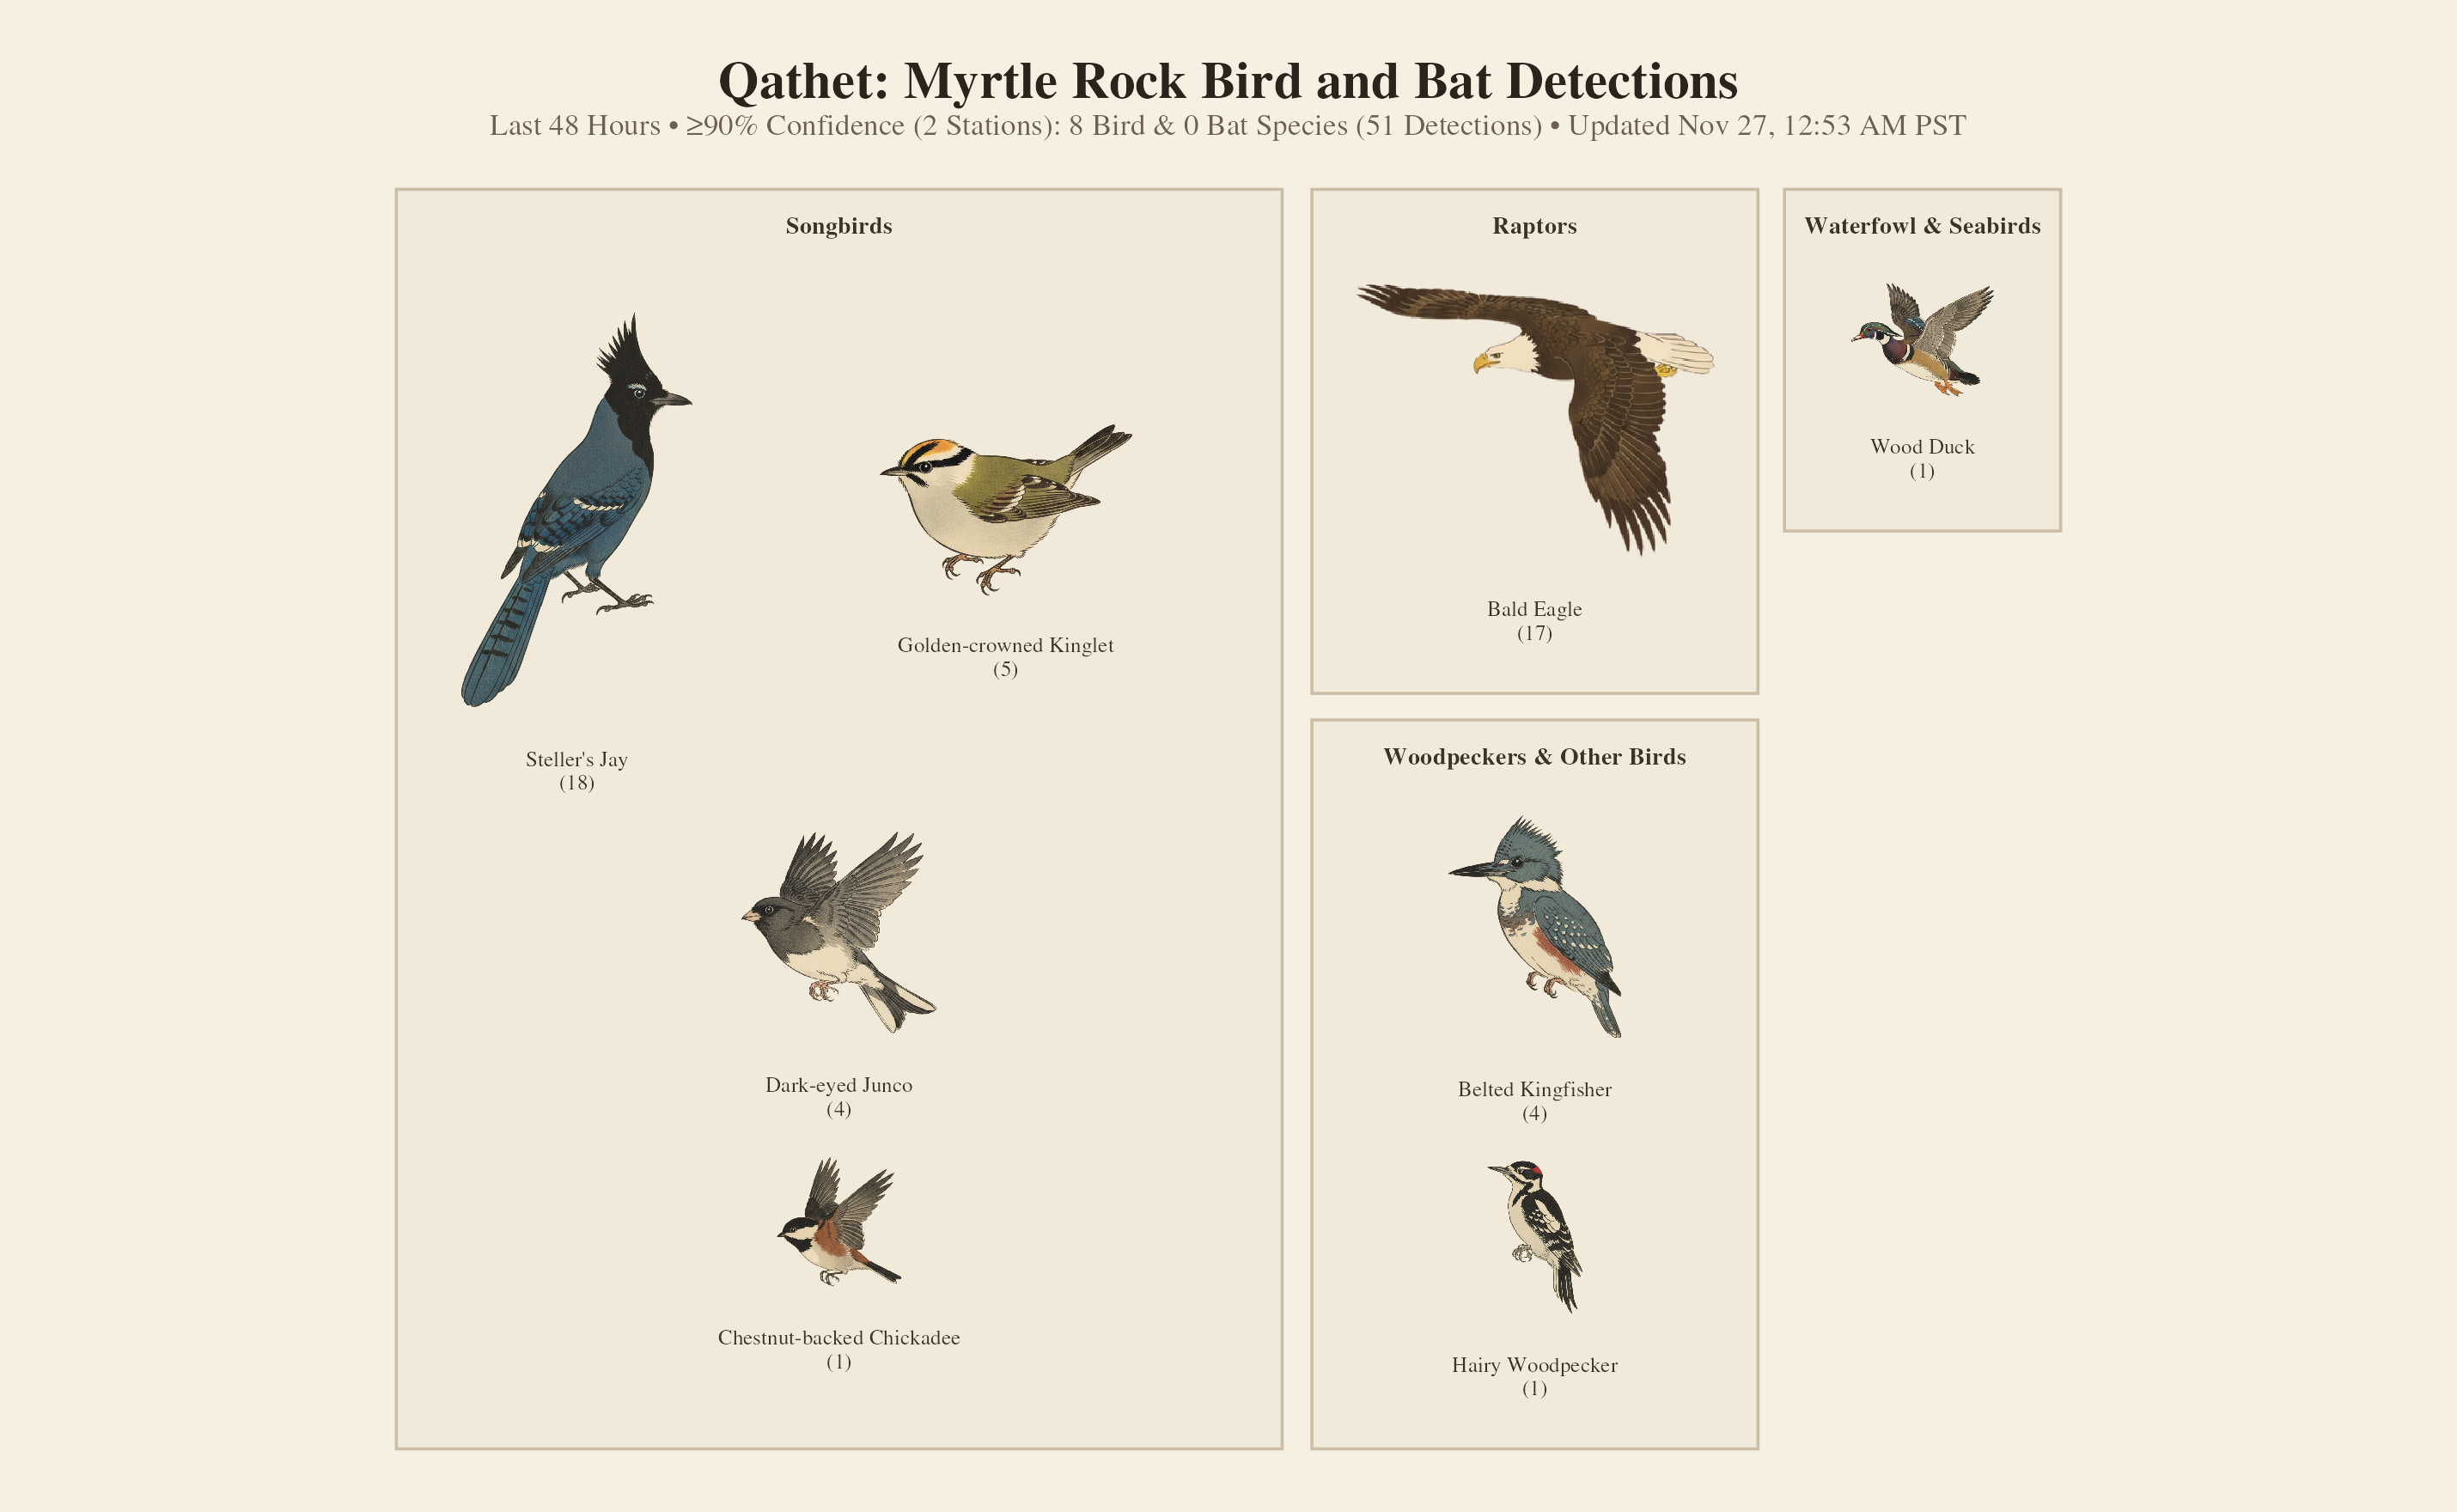 Qathet: Myrtle Rock Bird and Bat Detections
Last 48 Hours • ≥90% Confidence (2 Stations): 8 Bird & 0 Bat Species (51 Detections) • Updated Nov 27, 12:53 AM PST
Songbirds
Steller's Jay
(18)
Golden-crowned Kinglet
(5)
Dark-eyed Junco
(4)
Chestnut-backed Chickadee
(1)
Raptors
Bald Eagle
(17)
Woodpeckers & Other Birds
Belted Kingfisher
(4)
Hairy Woodpecker
(1)
Waterfowl & Seabirds
Wood Duck
(1)